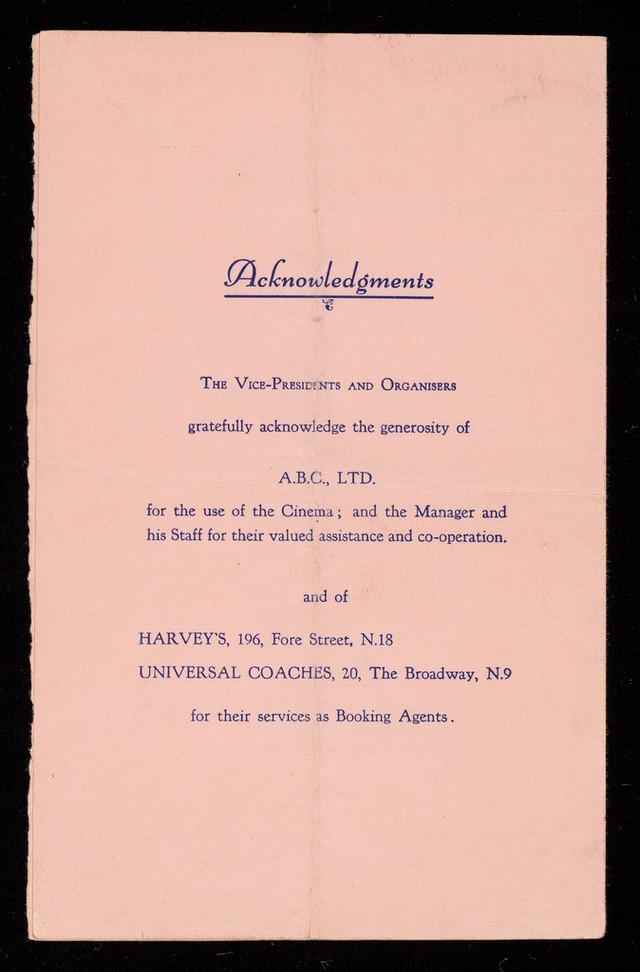 Acknowledgments
The Vice-Presidents and Organisers
gratefully acknowledge the generosity of
A.B.C., LTD.
for the use of the Cinema ; and the Manager and
his Staff for their valued assistance and co-operation.
and of
HARVEY'S, 196, Fore Street, N.18
UNIVERSAL COACHES, 20, The Broadway, N.9
for their services as Booking Agents.